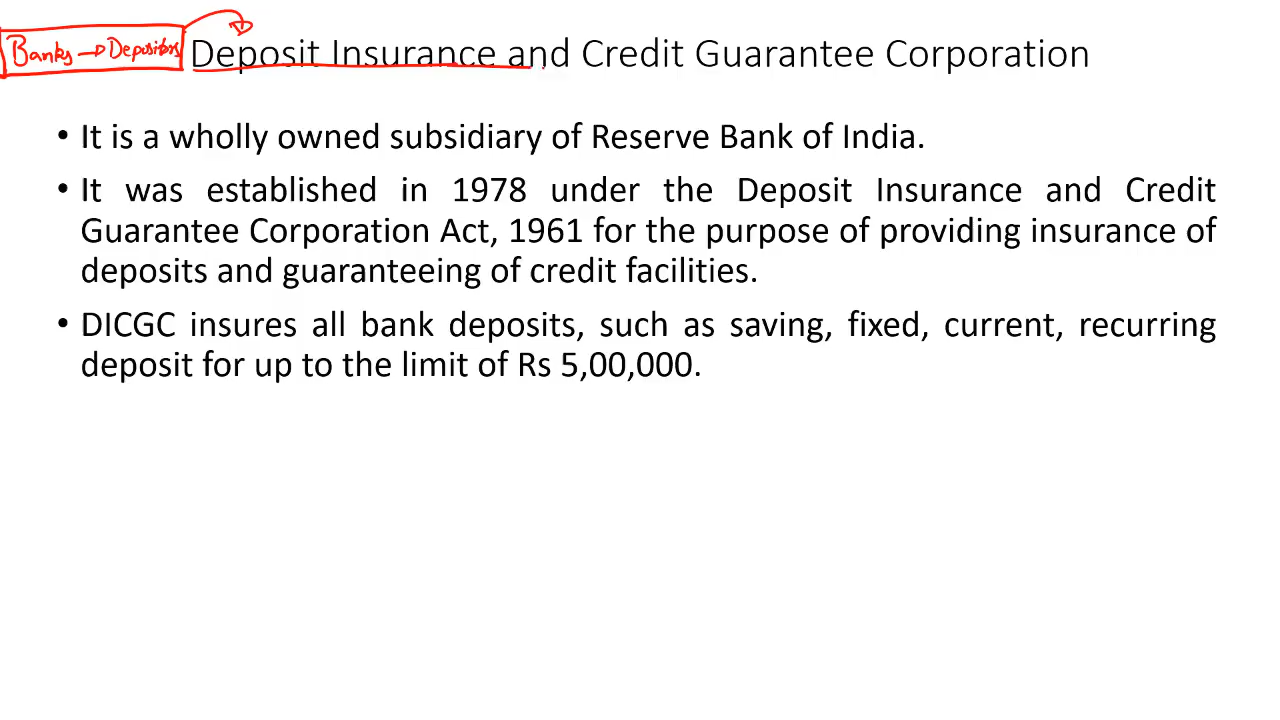 Banks → Depositors
Deposit Insurance and Credit Guarantee Corporation
• It is a wholly owned subsidiary of Reserve Bank of India.
• It was established in 1978 under the Deposit Insurance and Credit
Guarantee Corporation Act, 1961 for the purpose of providing insurance of
deposits and guaranteeing of credit facilities.
• DICGC insures all bank deposits, such as saving, fixed, current, recurring
deposit for up to the limit of Rs 5,00,000.